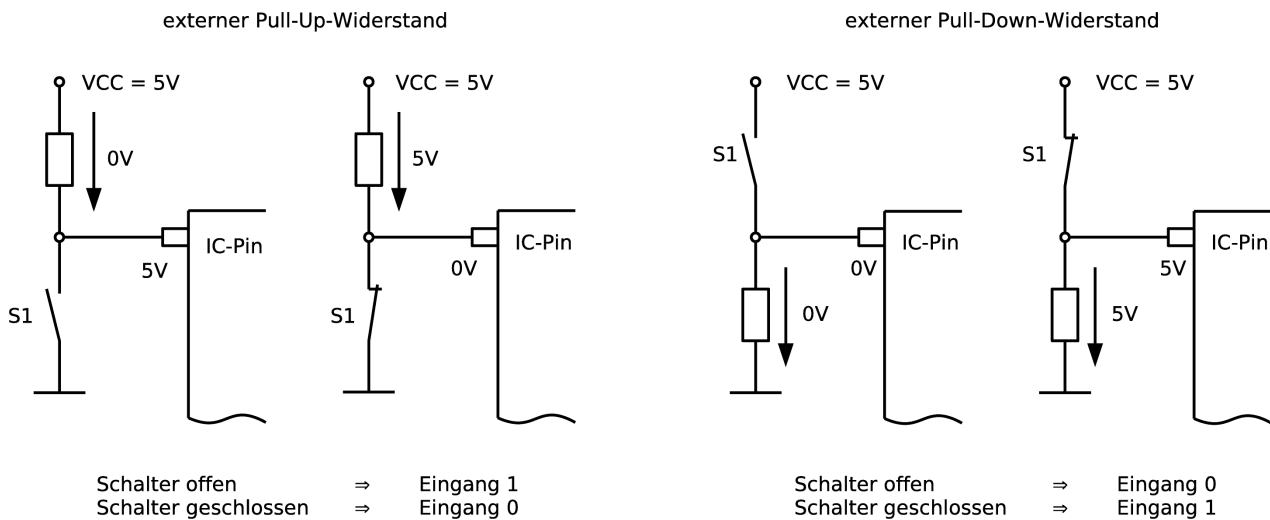 externer Pull-Up-Widerstand
externer Pull-Down-Widerstand
VCC = 5V
VCC = 5V
VCC = 5V
VCC = 5V
0V
5V
S1
S1
IC-Pin
IC-Pin
IC-Pin
IC-Pin
5V
0V
0V
5V
S1
S1
0V
5V
Schalter offen ⇒ Eingang 1
Schalter geschlossen ⇒ Eingang 0
Schalter offen ⇒ Eingang 0
Schalter geschlossen ⇒ Eingang 1